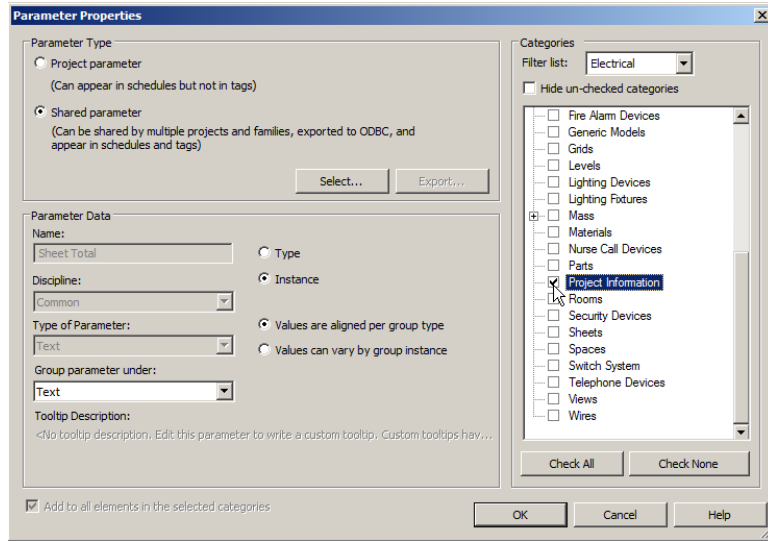 Parameter Properties
Parameter Type
Project parameter
(Can appear in schedules but not in tags)
Shared parameter
(Can be shared by multiple projects and families, exported to ODBC, and
appear in schedules and tags)
Select...
Export...
Parameter Data
Name:
Sheet Total
Type
Discipline:
Instance
Common
Type of Parameter:
Values are aligned per group type
Text
Values can vary by group instance
Group parameter under:
Text
Tooltip Description:
<No tooltip description. Edit this parameter to write a custom tooltip. Custom tooltips hav...
Add to all elements in the selected categories
Categories
Filter list:
Electrical
Hide un-checked categories
Fire Alarm Devices
Generic Models
Grids
Levels
Lighting Devices
Lighting Fixtures
Mass
Materials
Nurse Call Devices
Parts
Project Information
Rooms
Security Devices
Sheets
Spaces
Switch System
Telephone Devices
Views
Wires
Check All
Check None
OK
Cancel
Help